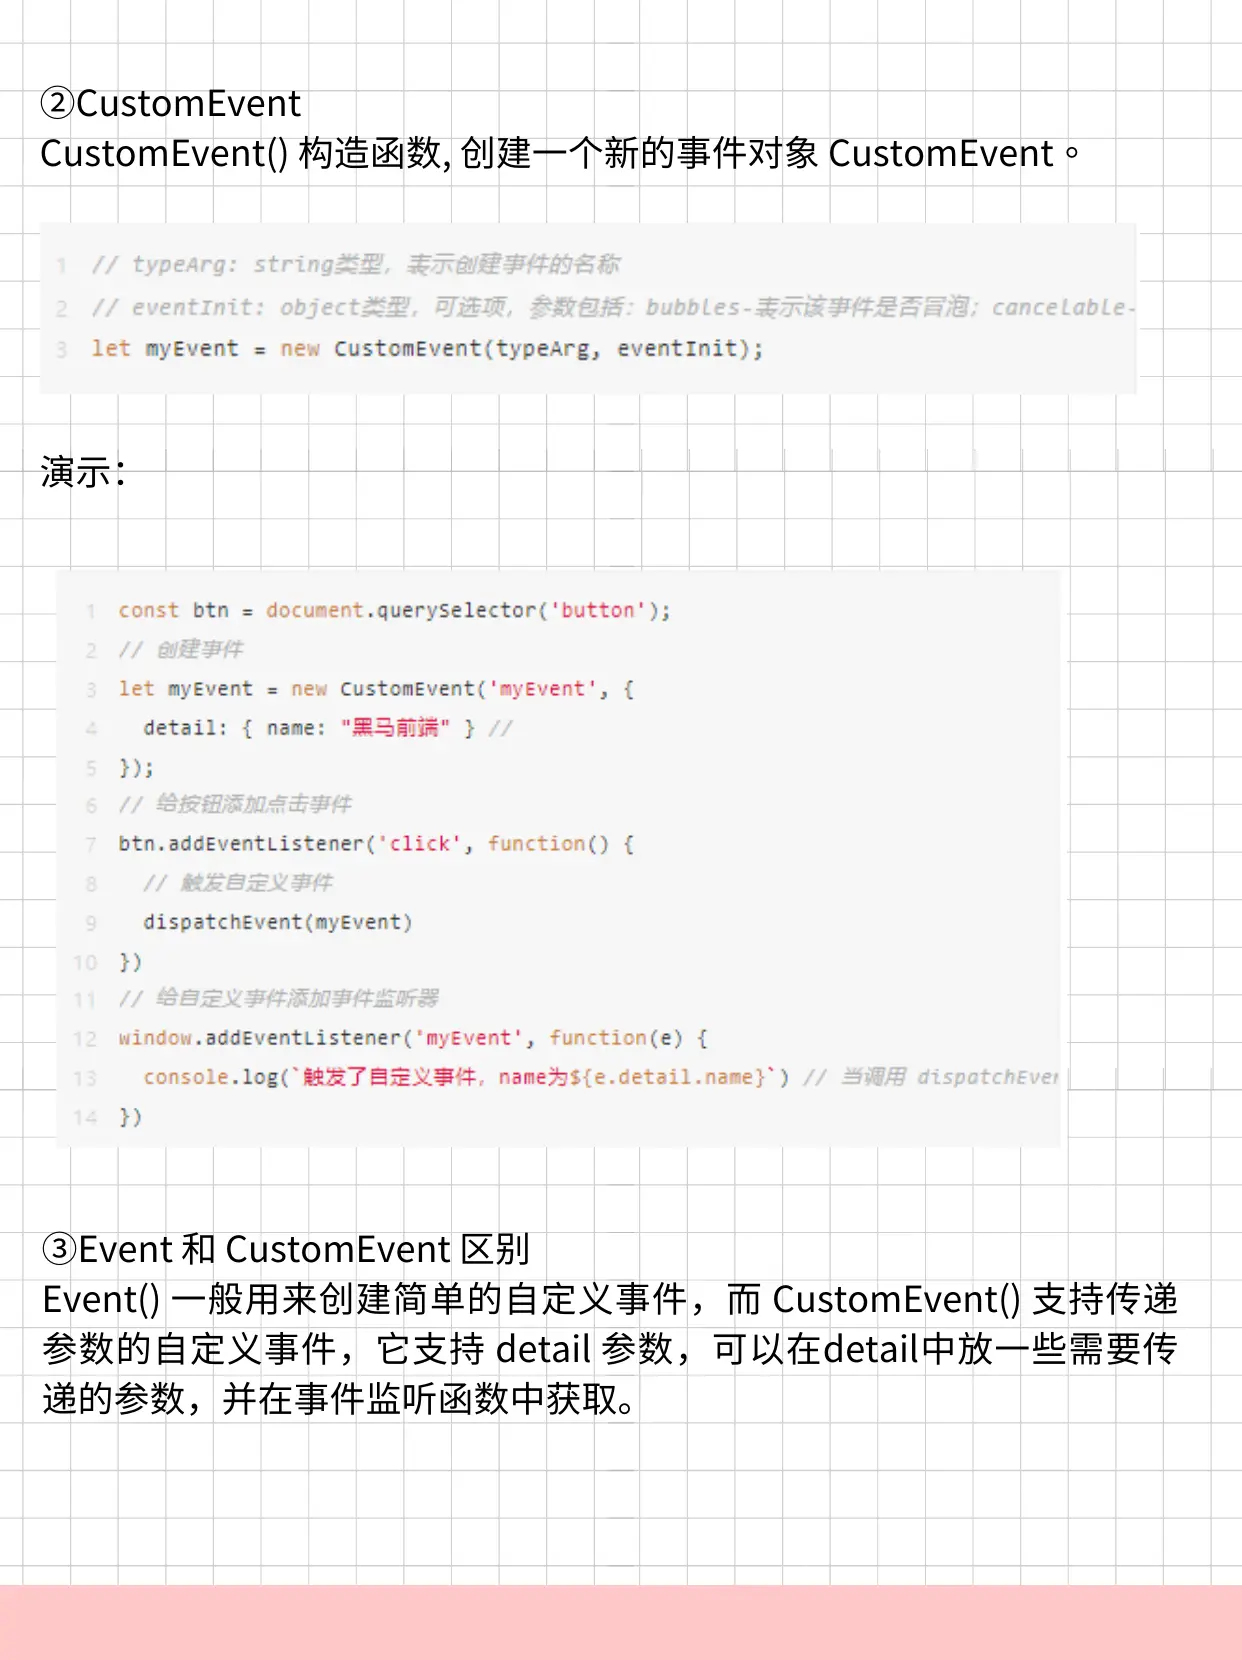 ②CustomEvent
CustomEvent() 构造函数, 创建一个新的事件对象 CustomEvent。
1 // typeArg: string类型，表示创建事件的名称
2 // eventInit: object类型，可选项，参数包括：bubbles-表示该事件是否冒泡；cancelable-
3 let myEvent = new CustomEvent(typeArg, eventInit);
演示：
1 const btn = document.querySelector('button');
2 // 创建事件
3 let myEvent = new CustomEvent('myEvent', {
4 detail: { name: "黑马前端" } //
5 });
6 // 给按钮添加点击事件
7 btn.addEventListener('click', function() {
8 // 触发自定义事件
9 dispatchEvent(myEvent)
10 })
11 // 给自定义事件添加事件监听器
12 window.addEventListener('myEvent', function(e) {
13 console.log(`触发了自定义事件，name为${e.detail.name}`) // 当调用 dispatchEver
14 })
③Event 和 CustomEvent 区别
Event() 一般用来创建简单的自定义事件，而 CustomEvent() 支持传递
参数的自定义事件，它支持 detail 参数，可以在detail中放一些需要传
递的参数，并在事件监听函数中获取。